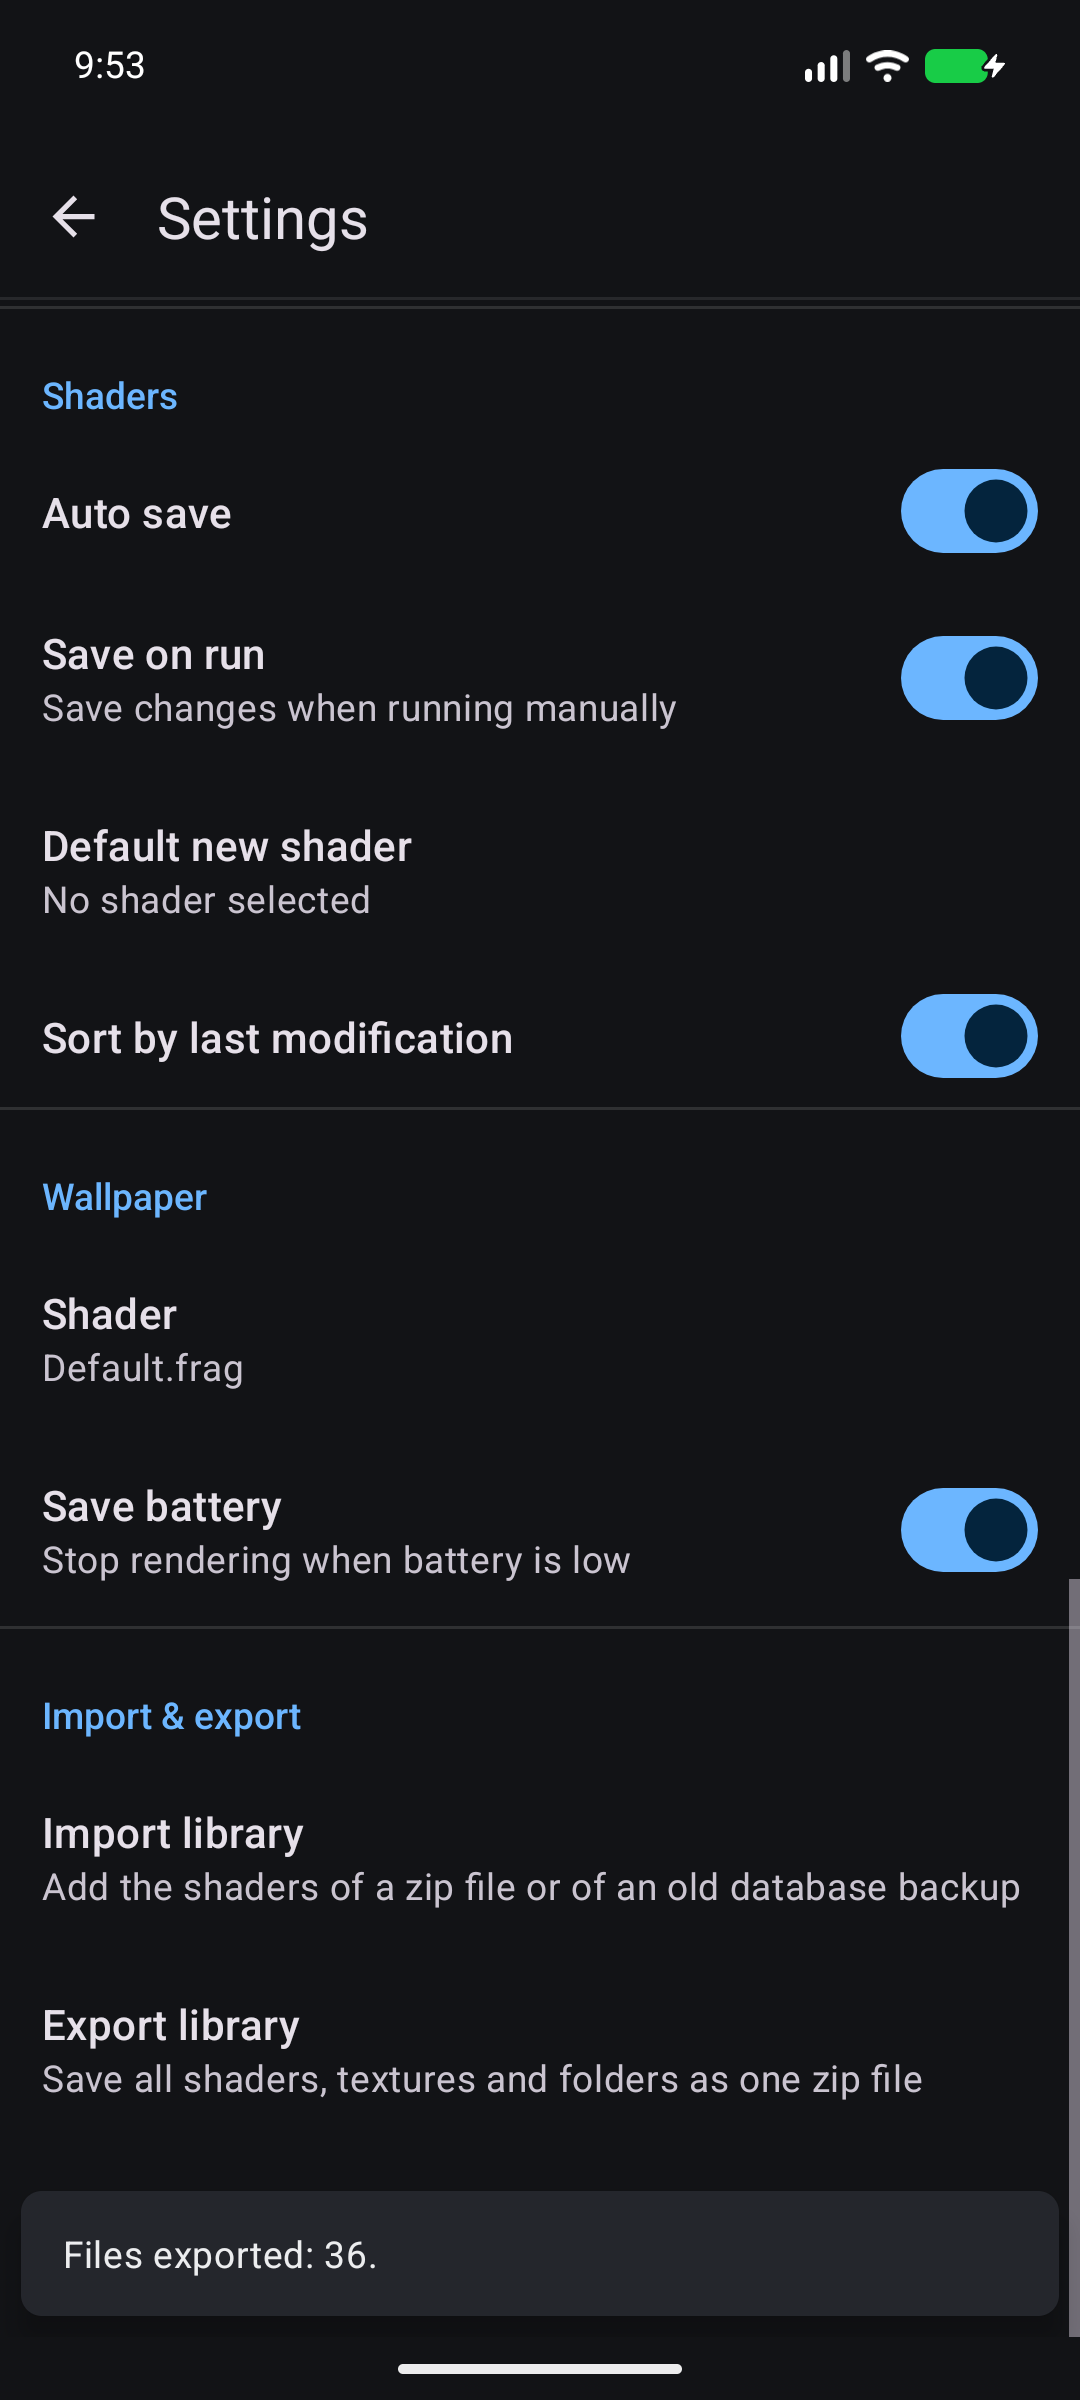 9:53
Settings
Shaders
Auto save
Save on run
Save changes when running manually
Default new shader
No shader selected
Sort by last modification
Wallpaper
Shader
Default.frag
Save battery
Stop rendering when battery is low
Import & export
Import library
Add the shaders of a zip file or of an old database backup
Export library
Save all shaders, textures and folders as one zip file
Files exported: 36.